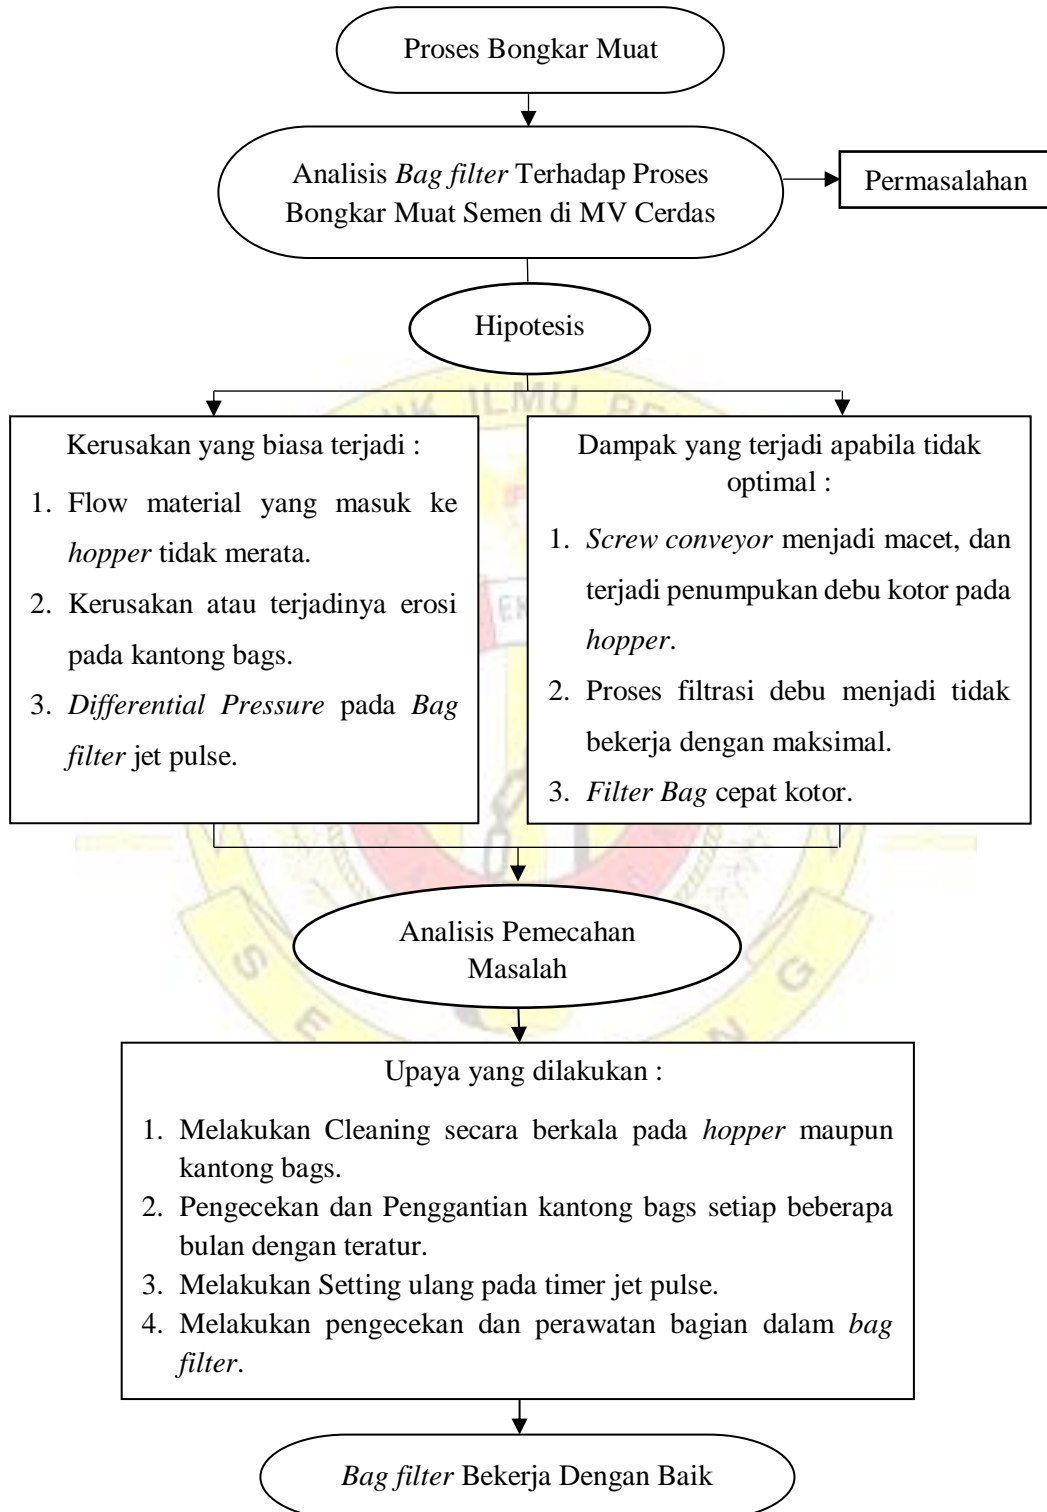 Proses Bongkar Muat
Analisis Bag filter Terhadap Proses
Bongkar Muat Semen di MV Cerdas
Permasalahan
Hipotesis
Kerusakan yang biasa terjadi :
1. Flow material yang masuk ke
hopper tidak merata.
2. Kerusakan atau terjadinya erosi
pada kantong bags.
3. Differential Pressure pada Bag
filter jet pulse.
Dampak yang terjadi apabila tidak
optimal :
1. Screw conveyor menjadi macet, dan
terjadi penumpukan debu kotor pada
hopper.
2. Proses filtrasi debu menjadi tidak
bekerja dengan maksimal.
3. Filter Bag cepat kotor.
Analisis Pemecahan
Masalah
Upaya yang dilakukan :
1. Melakukan Cleaning secara berkala pada hopper maupun
kantong bags.
2. Pengecekan dan Penggantian kantong bags setiap beberapa
bulan dengan teratur.
3. Melakukan Setting ulang pada timer jet pulse.
4. Melakukan pengecekan dan perawatan bagian dalam bag
filter.
Bag filter Bekerja Dengan Baik